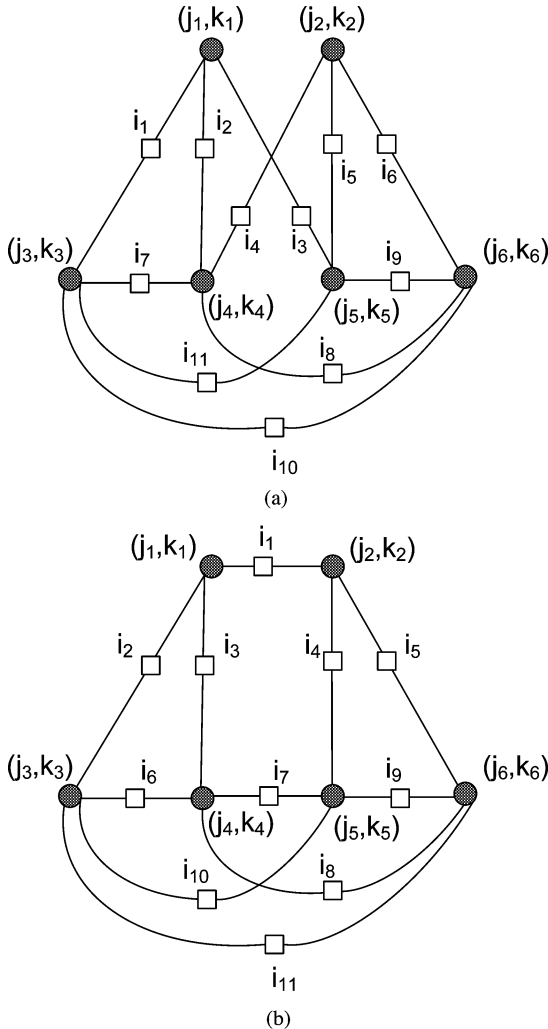 (j₁,k₁) (j₂,k₂)
i₁ i₂ i₅ i₆
i₄ i₃
(j₃,k₃) i₇ i₉ (j₆,k₆)
(j₄,k₄) (j₅,k₅)
i₁₁ i₈
i₁₀
(a)
(j₁,k₁) i₁ (j₂,k₂)
i₂ i₃ i₄ i₅
(j₃,k₃) i₆ i₇ i₉ (j₆,k₆)
(j₄,k₄) (j₅,k₅)
i₁₀ i₈
i₁₁
(b)